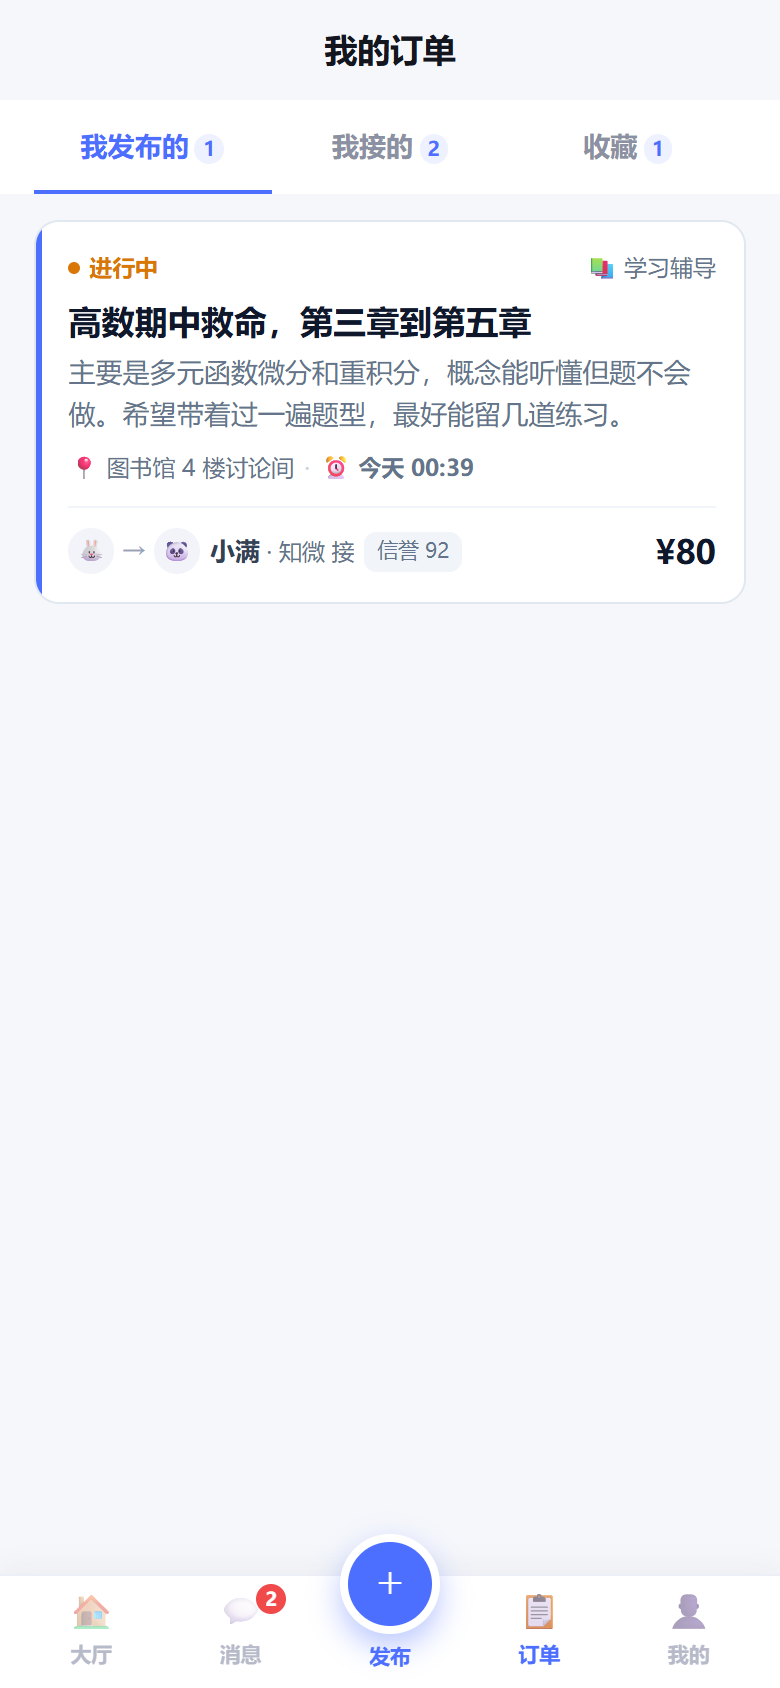 我的订单
我发布的 1
我接的 2
收藏 1
进行中
学习辅导
高数期中救命，第三章到第五章
主要是多元函数微分和重积分，概念能听懂但题不会
做。希望带着过一遍题型，最好能留几道练习。
图书馆 4 楼讨论间 · 今天 00:39
→ 小满 · 知微 接 信誉 92
¥80
2
+
大厅
消息
发布
订单
我的